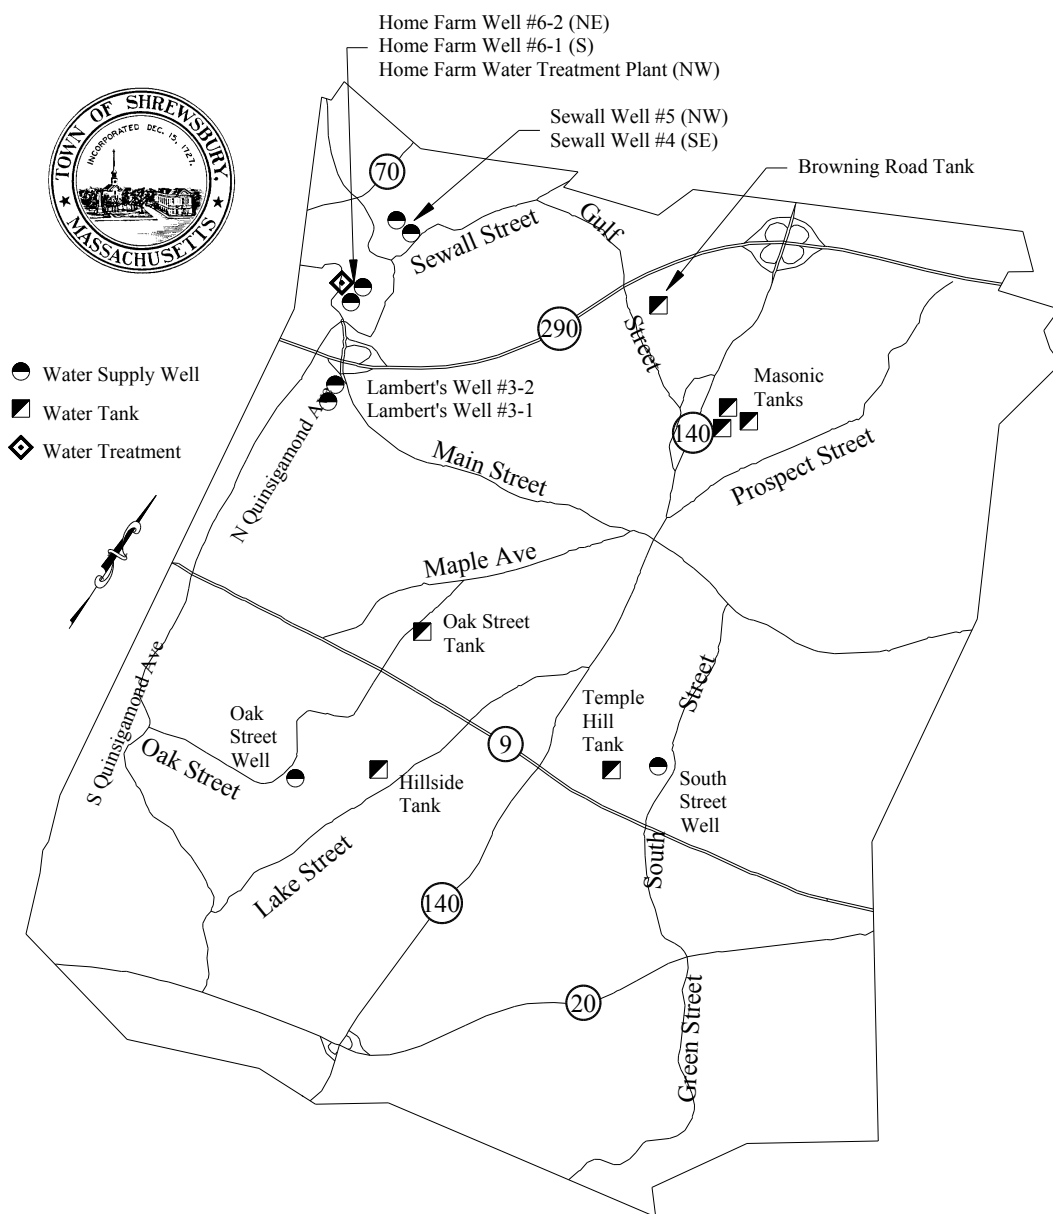 Home Farm Well #6-2 (NE)
Home Farm Well #6-1 (S)
Home Farm Water Treatment Plant (NW)
TOWN OF SHREWSBURY,
INCORPORATED DEC. 15, 1727.
★ MASSACHUSETTS ★
Sewall Well #5 (NW)
Sewall Well #4 (SE)
Browning Road Tank
70
Sewall Street
Gulf
Street
290
Water Supply Well
Water Tank
Water Treatment
Lambert's Well #3-2
Lambert's Well #3-1
Masonic
Tanks
140
Prospect Street
N Quinsigamond Ave
Main Street
Maple Ave
Oak Street
Tank
S Quinsigamond Ave
Oak
Street
Well
Oak Street
Hillside
Tank
9
Temple
Hill
Tank
Street
South
Street
Well
South
Lake Street
140
20
Green Street